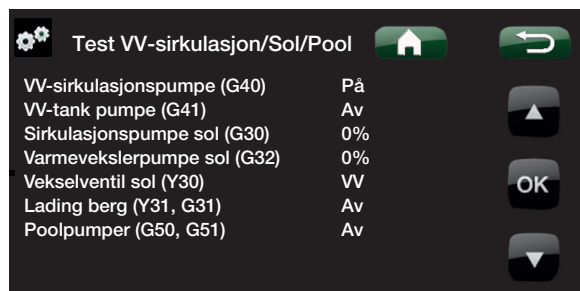 Test VV-sirkulasjon/Sol/Pool
VV-sirkulasjonspumpe (G40) På
VV-tank pumpe (G41) Av
Sirkulasjonspumpe sol (G30) 0%
Varmevekslerpumpe sol (G32) 0%
Vekselventil sol (Y30) VV
Lading berg (Y31, G31) Av
Poolpumper (G50, G51) Av
OK